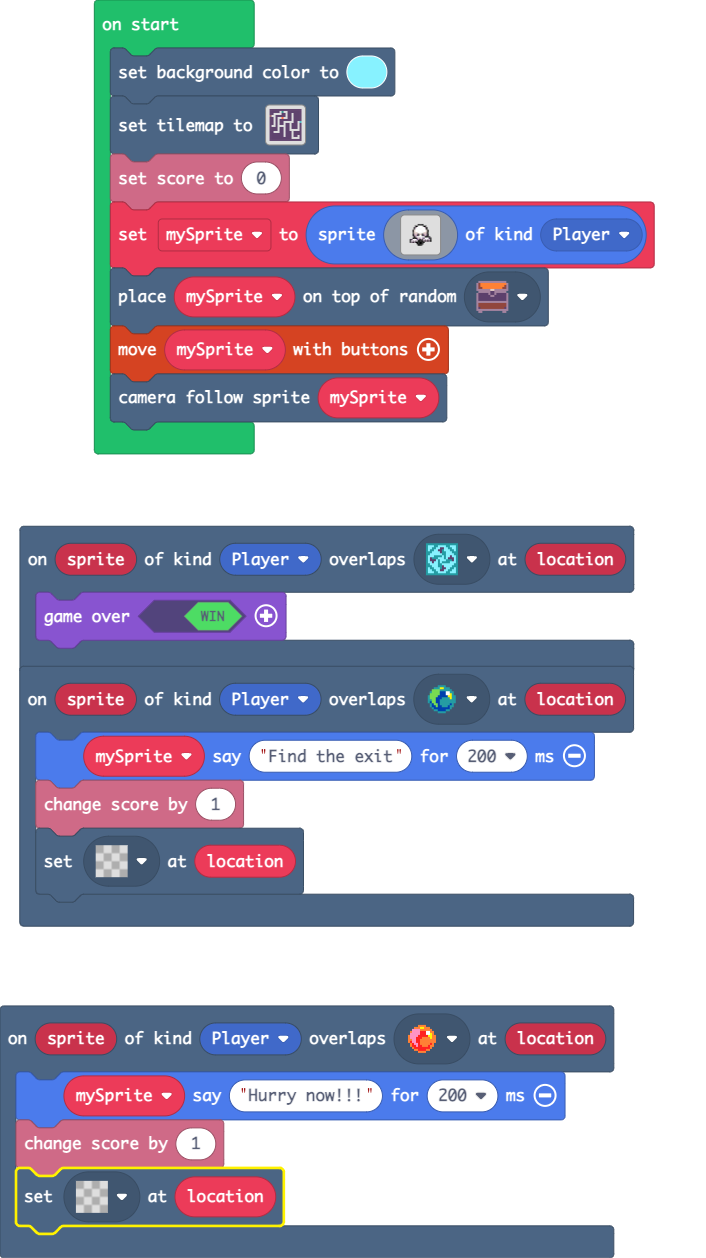 on start
set background color to
set tilemap to
set score to 0
set mySprite to sprite of kind Player
place mySprite on top of random
move mySprite with buttons
camera follow sprite mySprite
on sprite of kind Player overlaps at location
game over WIN
on sprite of kind Player overlaps at location
mySprite say "Find the exit" for 200 ms
change score by 1
set at location
on sprite of kind Player overlaps at location
mySprite say "Hurry now!!!" for 200 ms
change score by 1
set at location